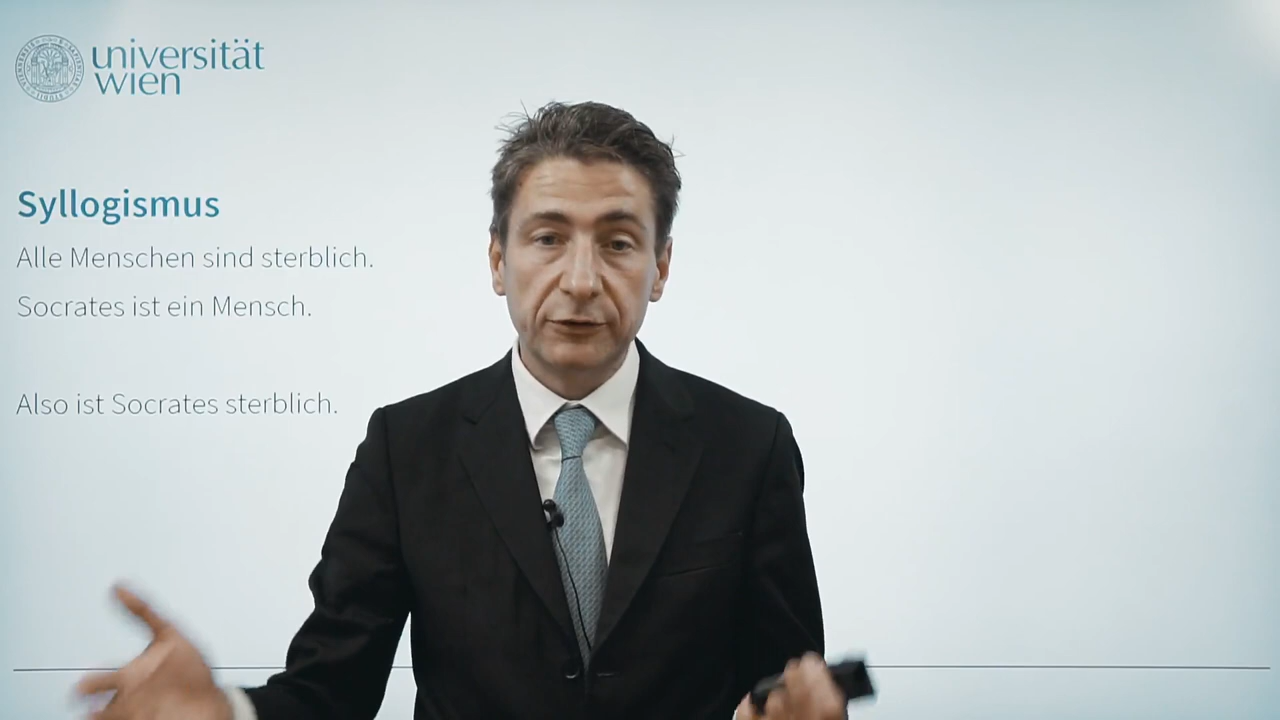 universität
wien
Syllogismus
Alle Menschen sind sterblich.
Socrates ist ein Mensch.
Also ist Socrates sterblich.